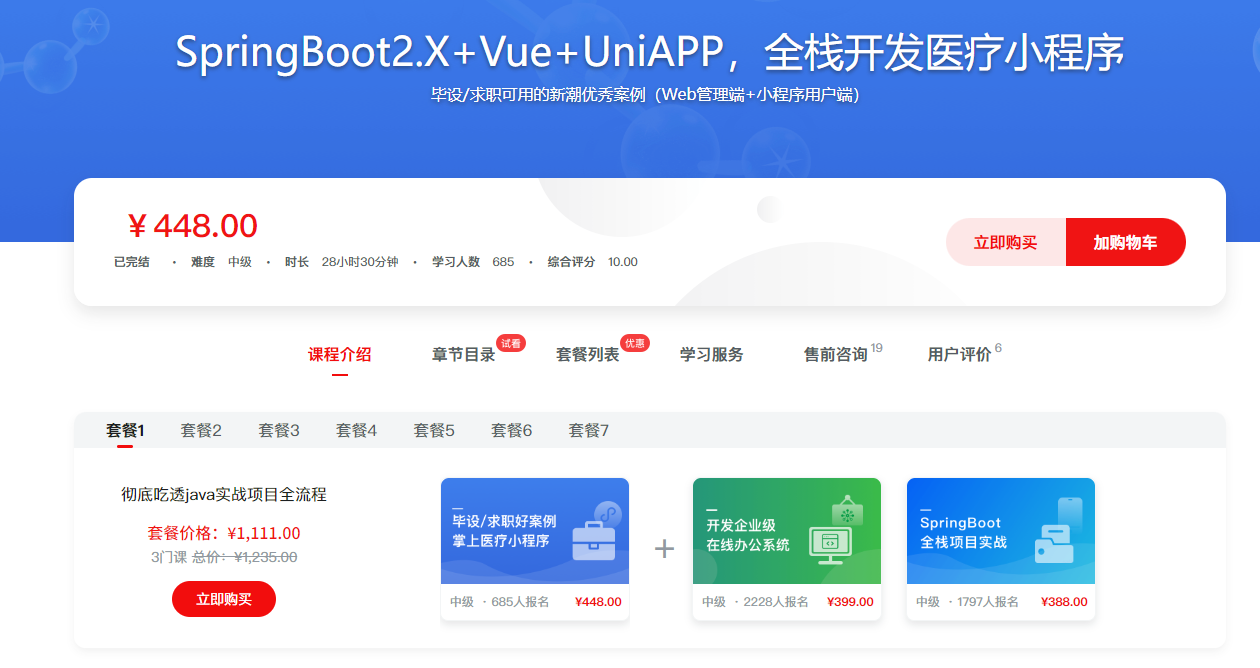 SpringBoot2.X+Vue+UniAPP，全栈开发医疗小程序
毕设/求职可用的新潮优秀案例（Web管理端+小程序用户端）
¥ 448.00
已完结 · 难度 中级 · 时长 28小时30分钟 · 学习人数 685 · 综合评分 10.00
立即购买 加购物车
课程介绍 章节目录 试看 套餐列表 优惠 学习服务 售前咨询 19 用户评价 6
套餐1 套餐2 套餐3 套餐4 套餐5 套餐6 套餐7
彻底吃透java实战项目全流程
套餐价格：¥1,111.00
3门课 总价：¥1,235.00
立即购买
毕设/求职好案例
掌上医疗小程序
中级 · 685人报名 ¥448.00
+
开发企业级
在线办公系统
中级 · 2228人报名 ¥399.00
SpringBoot
全栈项目实战
中级 · 1797人报名 ¥388.00